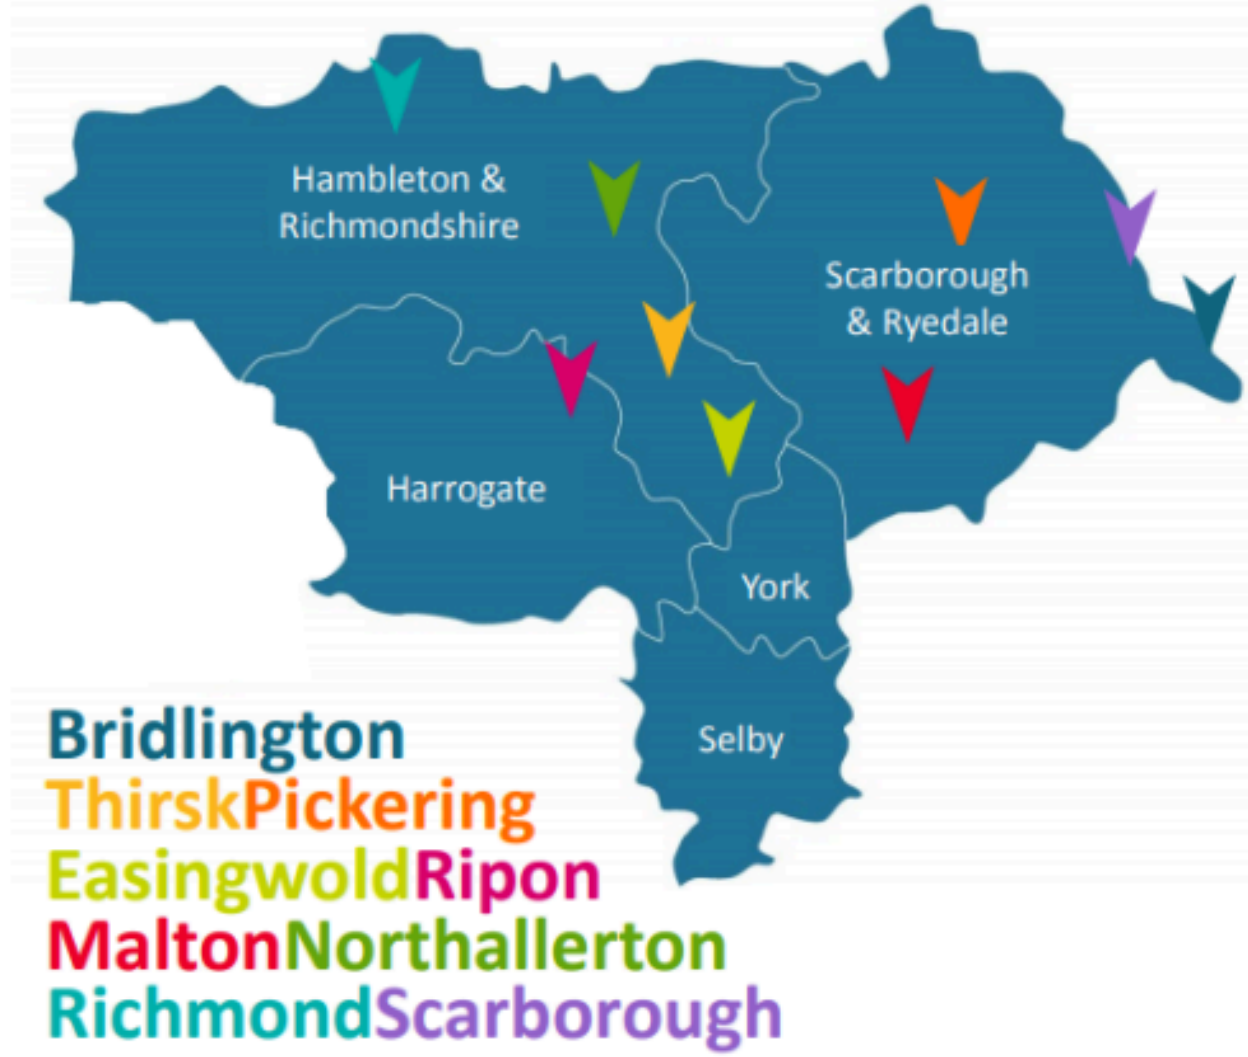 Hambleton &
Richmondshire
Scarborough
& Ryedale
Harrogate
York
Selby
Bridlington
ThirskPickering
EasingwoldRipon
MaltonNorthallerton
RichmondScarborough